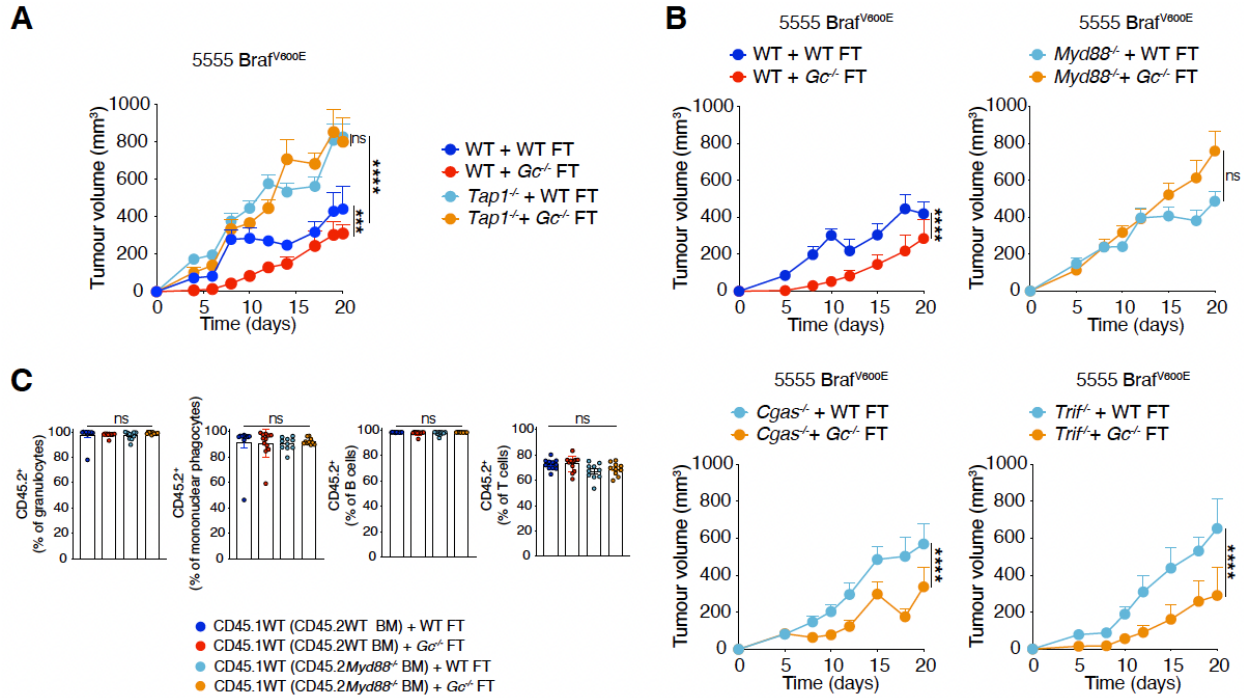 A
5555 Braf^V600E
Tumour volume (mm³)
1000
800
600
400
200
0
0
5
10
15
20
Time (days)
ns
****
***
WT + WT FT
WT + Gc⁻/⁻ FT
Tap1⁻/⁻ + WT FT
Tap1⁻/⁻+ Gc⁻/⁻ FT
B
5555 Braf^V600E
WT + WT FT
WT + Gc⁻/⁻ FT
Tumour volume (mm³)
1000
800
600
400
200
0
0
5
10
15
20
Time (days)
****
5555 Braf^V600E
Myd88⁻/⁻ + WT FT
Myd88⁻/⁻+ Gc⁻/⁻ FT
Tumour volume (mm³)
1000
800
600
400
200
0
0
5
10
15
20
Time (days)
ns
5555 Braf^V600E
Cgas⁻/⁻ + WT FT
Cgas⁻/⁻+ Gc⁻/⁻ FT
Tumour volume (mm³)
1000
800
600
400
200
0
0
5
10
15
20
Time (days)
****
5555 Braf^V600E
Trif⁻/⁻ + WT FT
Trif⁻/⁻+ Gc⁻/⁻ FT
Tumour volume (mm³)
1000
800
600
400
200
0
0
5
10
15
20
Time (days)
****
C
CD45.2⁺
(% of granulocytes)
100
80
60
40
20
0
ns
CD45.2⁺
(% of mononuclear phagocytes)
100
80
60
40
20
0
ns
CD45.2⁺
(% of B cells)
100
80
60
40
20
0
ns
CD45.2⁺
(% of T cells)
100
80
60
40
20
0
ns
CD45.1WT (CD45.2WT BM) + WT FT
CD45.1WT (CD45.2WT BM) + Gc⁻/⁻ FT
CD45.1WT (CD45.2Myd88⁻/⁻ BM) + WT FT
CD45.1WT (CD45.2Myd88⁻/⁻ BM) + Gc⁻/⁻ FT